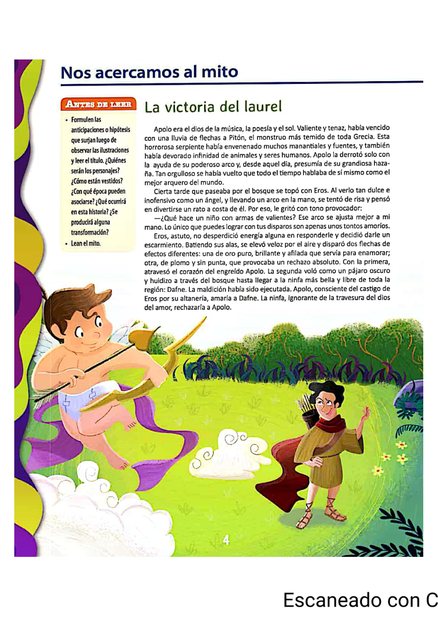 Nos acercamos al mito
ANTES DE LEER
• Formulen las
anticipaciones o hipótesis
que surjan luego de
observar las ilustraciones
y leer el título. ¿Quiénes
serán los personajes?
¿Cómo están vestidos?
¿Con qué época pueden
asociarse? ¿Qué ocurrirá
en esta historia? ¿Se
producirá alguna
transformación?
• Lean el mito.
La victoria del laurel
Apolo era el dios de la música, la poesía y el sol. Valiente y tenaz, había vencido
con una lluvia de flechas a Pitón, el monstruo más temido de toda Grecia. Esta
horrorosa serpiente había envenenado muchos manantiales y fuentes, y también
había devorado infinidad de animales y seres humanos. Apolo la derrotó solo con
la ayuda de su poderoso arco y, desde aquel día, presumía de su grandiosa haza-
ña. Tan orgulloso se había vuelto que todo el tiempo hablaba de sí mismo como el
mejor arquero del mundo.
Cierta tarde que paseaba por el bosque se topó con Eros. Al verlo tan dulce e
inofensivo como un ángel, y llevando un arco en la mano, se tentó de risa y pensó
en divertirse un rato a costa de él. Por eso, le gritó con tono provocador:
—¿Qué hace un niño con armas de valientes? Ese arco se ajusta mejor a mi
mano. Lo único que puedes lograr con tus disparos son apenas unos tontos amoríos.
Eros, astuto, no desperdició energía alguna en responderle y decidió darle un
escarmiento. Batiendo sus alas, se elevó veloz por el aire y disparó dos flechas de
efectos diferentes: una de oro puro, brillante y afilada que servía para enamorar;
otra, de plomo y sin punta, que provocaba un rechazo absoluto. Con la primera,
atravesó el corazón del engreído Apolo. La segunda voló como un pájaro oscuro
y huidizo a través del bosque hasta llegar a la ninfa más bella y libre de toda la
región: Dafne. La maldición había sido ejecutada. Apolo, consciente del castigo de
Eros por su altanería, amaría a Dafne. La ninfa, ignorante de la travesura del dios
del amor, rechazaría a Apolo.
4
Escaneado con C